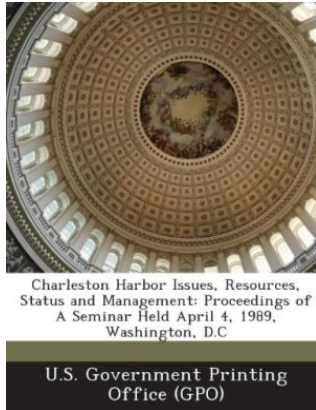 Charleston Harbor Issues, Resources,
Status and Management: Proceedings of
A Seminar Held April 4, 1989,
Washington, D.C
U.S. Government Printing
Office (GPO)